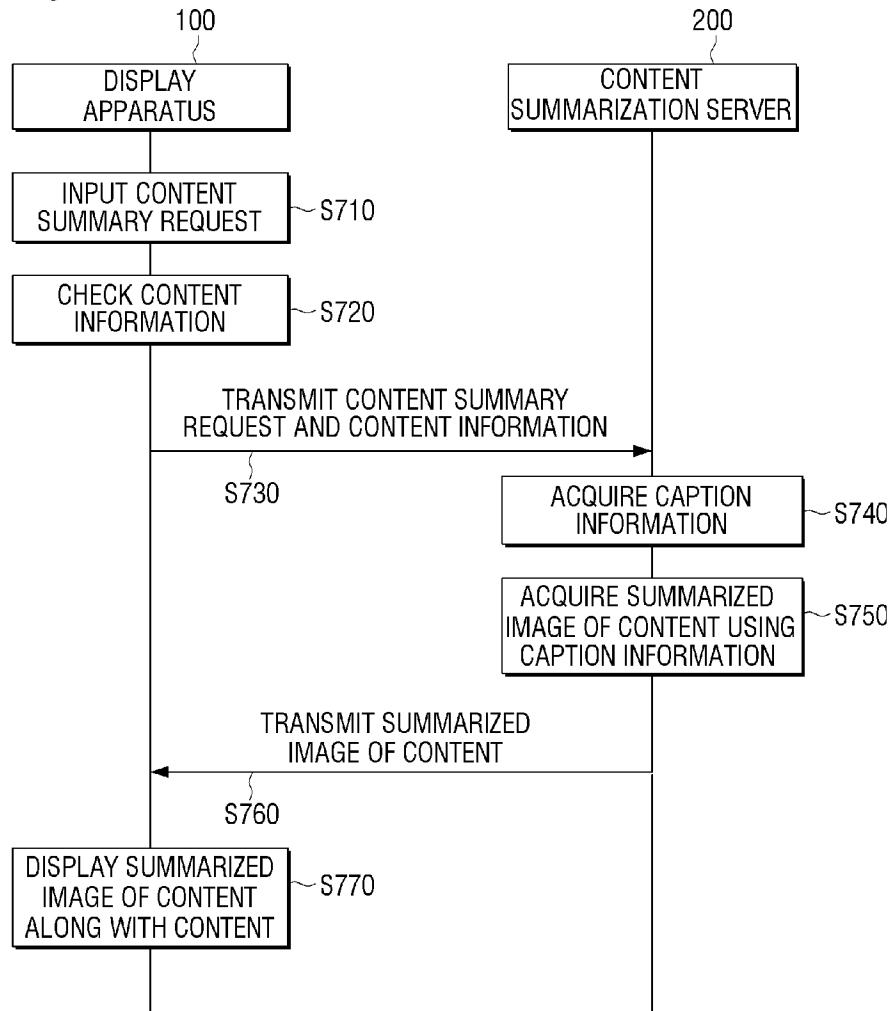 100
200
DISPLAY
APPARATUS
CONTENT
SUMMARIZATION SERVER
INPUT CONTENT
SUMMARY REQUEST
S710
CHECK CONTENT
INFORMATION
S720
TRANSMIT CONTENT SUMMARY
REQUEST AND CONTENT INFORMATION
S730
ACQUIRE CAPTION
INFORMATION
S740
ACQUIRE SUMMARIZED
IMAGE OF CONTENT USING
CAPTION INFORMATION
S750
TRANSMIT SUMMARIZED
IMAGE OF CONTENT
S760
DISPLAY SUMMARIZED
IMAGE OF CONTENT
ALONG WITH CONTENT
S770